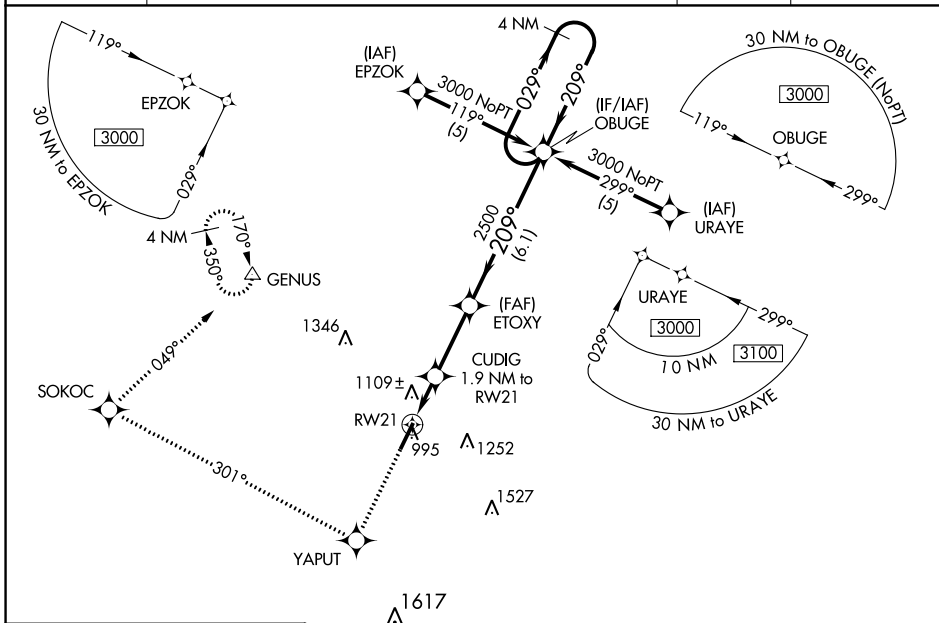 119°
EPZOK
3000
30 NM to EPZOK
029°
4 NM
170°
350°
GENUS
(IAF)
EPZOK
3000 NoPT
119°
(5)
4 NM
029°
209°
(IF/IAF)
OBUGE
3000 NoPT
299°
(5)
(IAF)
URAYE
30 NM to OBUGE (NoPT)
3000
119°
OBUGE
299°
2500
209°
(6.1)
(FAF)
ETOXY
URAYE
299°
3000
029°
10 NM
3100
30 NM to URAYE
1346
CUDIG
1.9 NM to
RW21
1109±
RW21
995
1252
1527
049°
SOKOC
301°
YAPUT
1617